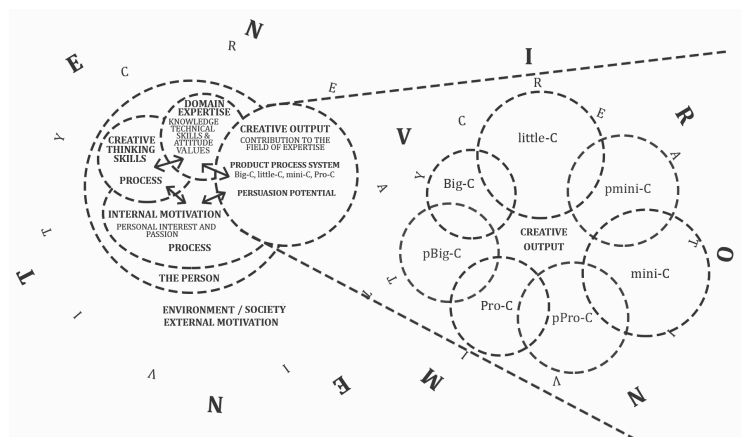 E N V I R O N M E N T
C R E A T I V I T Y
DOMAIN
EXPERTISE
KNOWLEDGE
TECHNICAL
SKILLS &
ATTITUDE
VALUES
CREATIVE
THINKING
SKILLS
PROCESS
CREATIVE OUTPUT
CONTRIBUTION TO THE
FIELD OF EXPERTISE
PRODUCT PROCESS SYSTEM
Big-C, little-C, mini-C, Pro-C
PERSUASION POTENTIAL
INTERNAL MOTIVATION
PERSONAL INTEREST AND
PASSION
PROCESS
THE PERSON
ENVIRONMENT / SOCIETY
EXTERNAL MOTIVATION
C R E A T I V I T Y
little-C
pmini-C
Big-C
CREATIVE
OUTPUT
pBig-C
mini-C
Pro-C
pPro-C